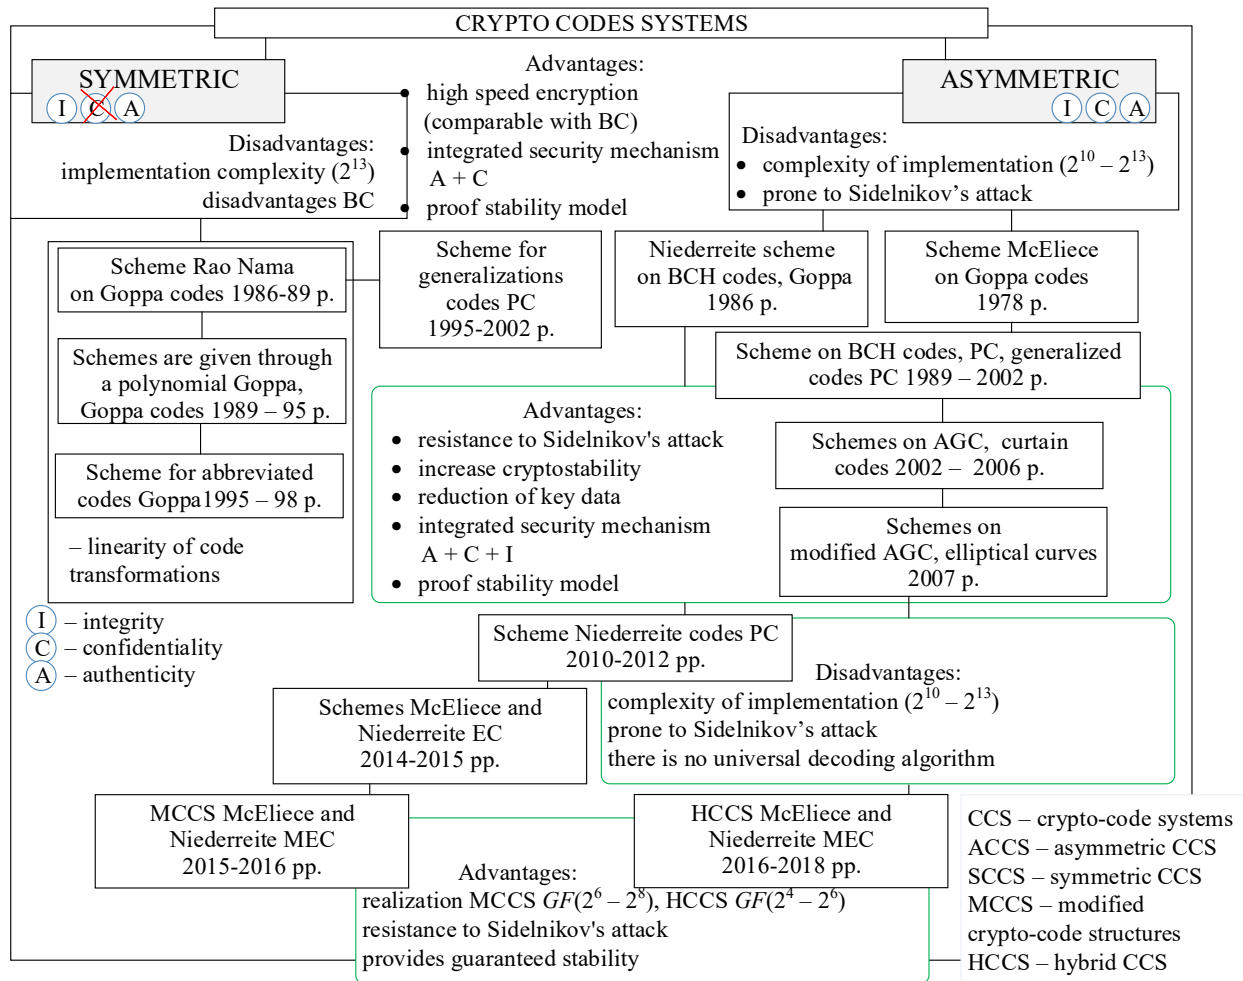 CRYPTO CODES SYSTEMS
SYMMETRIC
I C A
Disadvantages:
implementation complexity (2^13)
disadvantages BC
Advantages:
• high speed encryption
(comparable with BC)
• integrated security mechanism
A + C
• proof stability model
ASYMMETRIC
I C A
Disadvantages:
• complexity of implementation (2^10 – 2^13)
• prone to Sidelnikov’s attack
Scheme Rao Nama
on Goppa codes 1986-89 p.
Schemes are given through
a polynomial Goppa,
Goppa codes 1989 – 95 p.
Scheme for abbreviated
codes Goppa1995 – 98 p.
– linearity of code
transformations
Scheme for
generalizations
codes PC
1995-2002 p.
Niederreite scheme
on BCH codes, Goppa
1986 p.
Scheme McEliece
on Goppa codes
1978 p.
Scheme on BCH codes, PC, generalized
codes PC 1989 – 2002 p.
Advantages:
• resistance to Sidelnikov's attack
• increase cryptostability
• reduction of key data
• integrated security mechanism
A + C + I
• proof stability model
Schemes on AGC, curtain
codes 2002 – 2006 p.
Schemes on
modified AGC, elliptical curves
2007 p.
I – integrity
C – confidentiality
A – authenticity
Scheme Niederreite codes PC
2010-2012 pp.
Disadvantages:
complexity of implementation (2^10 – 2^13)
prone to Sidelnikov’s attack
there is no universal decoding algorithm
Schemes McEliece and
Niederreite EC
2014-2015 pp.
MCCS McEliece and
Niederreite MEC
2015-2016 pp.
HCCS McEliece and
Niederreite MEC
2016-2018 pp.
Advantages:
realization MCCS GF(2^6 – 2^8), HCCS GF(2^4 – 2^6)
resistance to Sidelnikov's attack
provides guaranteed stability
CCS – crypto-code systems
ACCS – asymmetric CCS
SCCS – symmetric CCS
MCCS – modified
crypto-code structures
HCCS – hybrid CCS